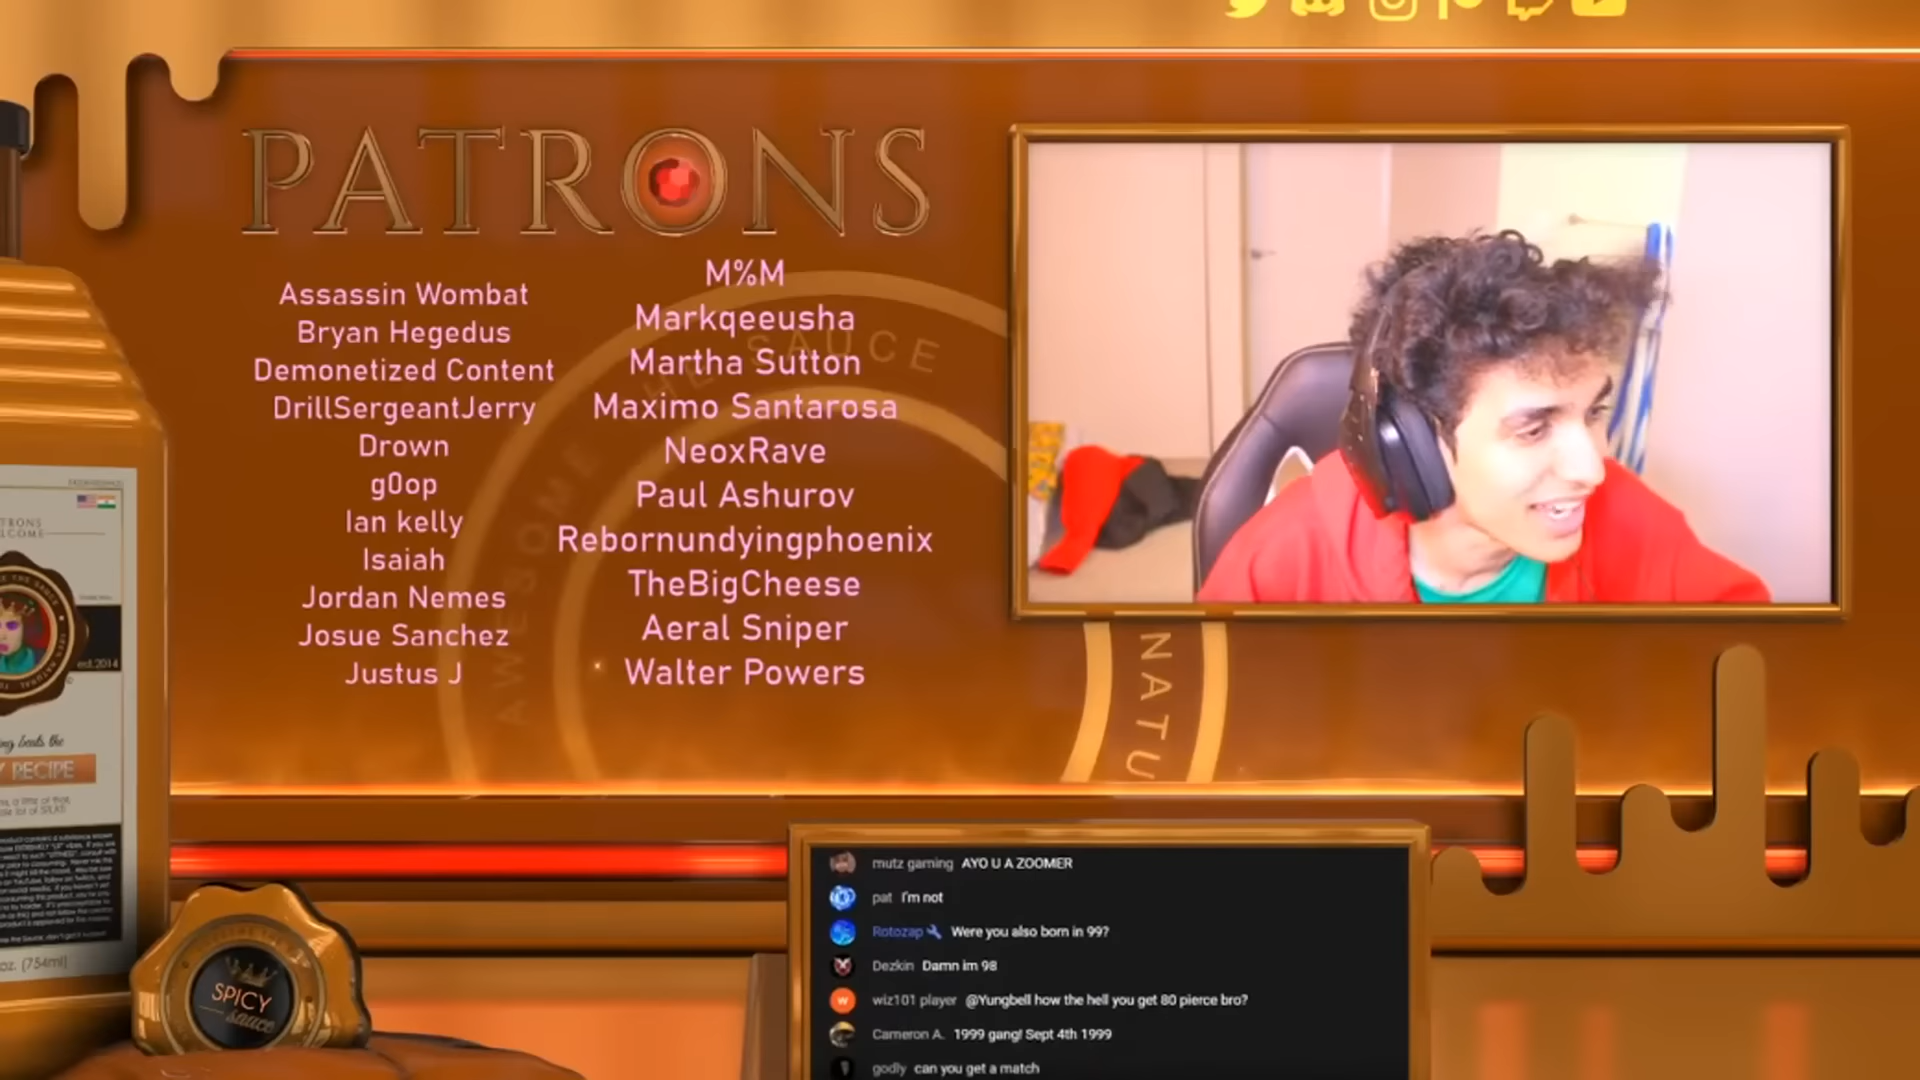 PATRONS
Assassin Wombat
Bryan Hegedus
Demonetized Content
DrillSergeantJerry
Drown
g0op
Ian kelly
Isaiah
Jordan Nemes
Josue Sanchez
Justus J
M%M
Markqeeusha
Martha Sutton
Maximo Santarosa
NeoxRave
Paul Ashurov
Rebornundyingphoenix
TheBigCheese
Aeral Sniper
Walter Powers
AWESOME THE SAUCE
NATU
est.2014
RECIPE
oz. (754ml)
SPICY
sauce
mutz gaming AYO U A ZOOMER
pat I'm not
Rotozap Were you also born in 99?
Dezkin Damn im 98
wiz101 player @Yungbell how the hell you get 80 pierce bro?
Cameron A. 1999 gang! Sept 4th 1999
godly can you get a match